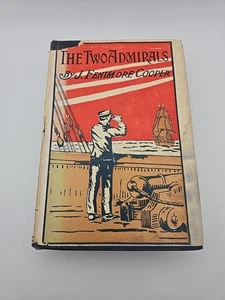 THE TWO ADMIRALS
BY J. FENIMORE COOPER